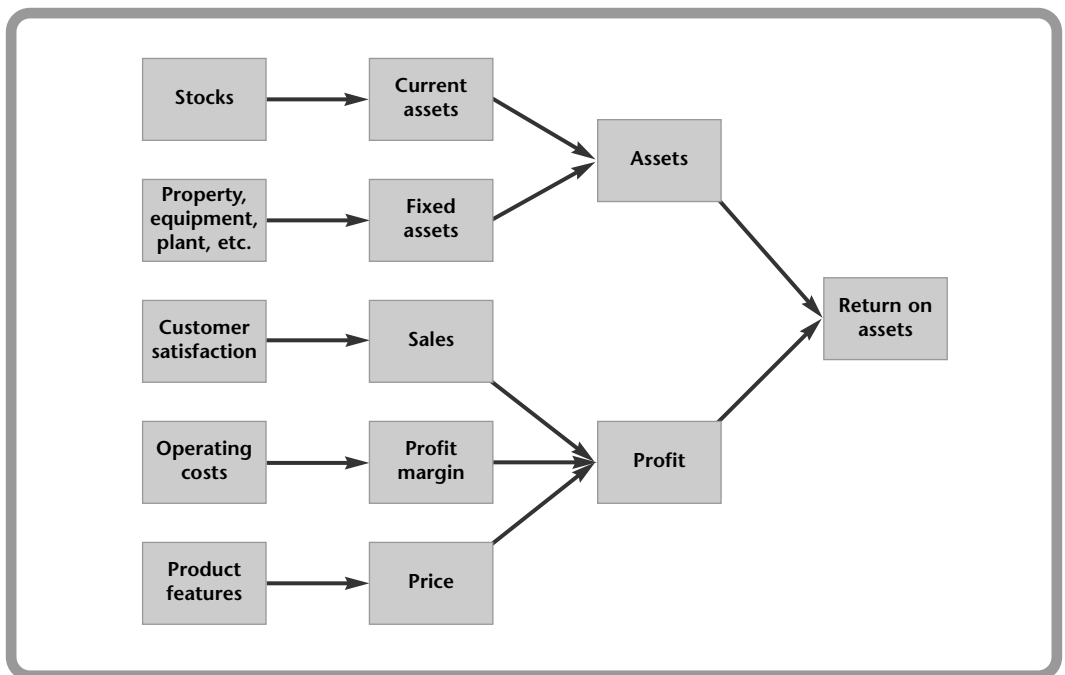 Stocks
Current
assets
Assets
Property,
equipment,
plant, etc.
Fixed
assets
Return on
assets
Customer
satisfaction
Sales
Operating
costs
Profit
margin
Profit
Product
features
Price